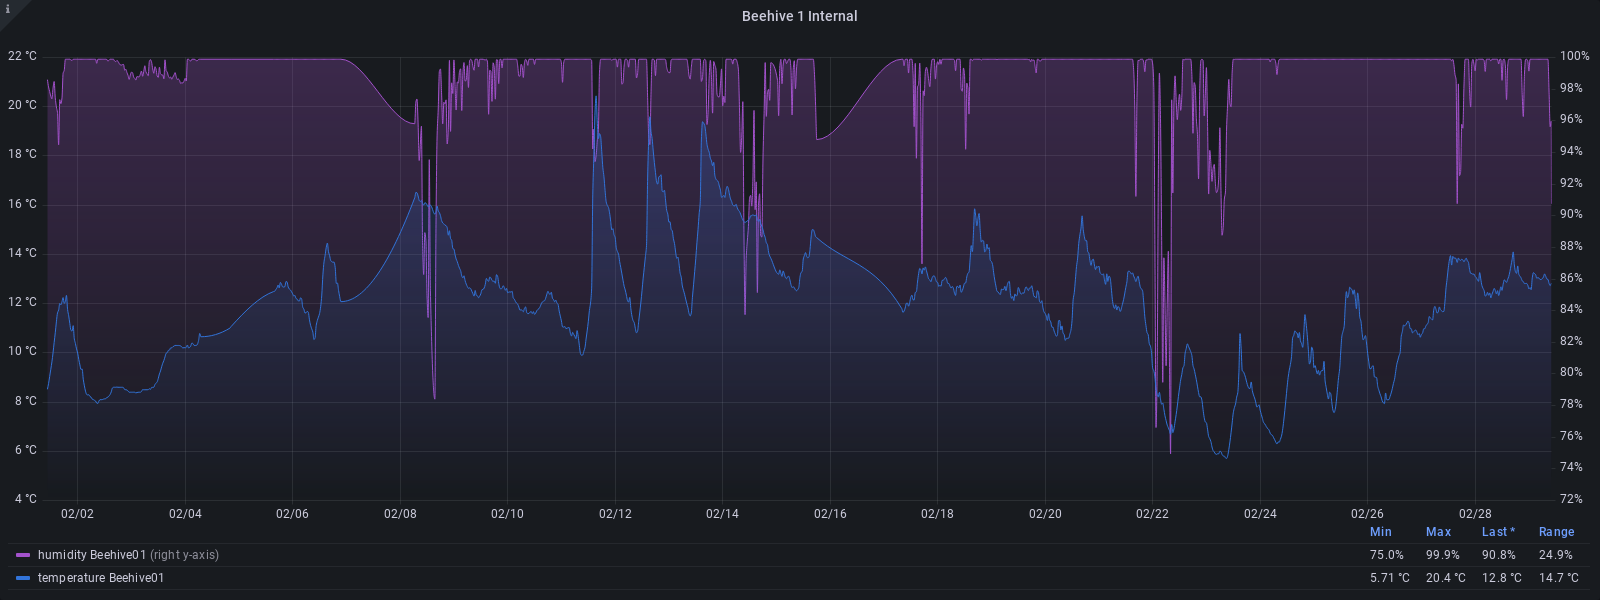 i
Beehive 1 Internal
22 °C 100%
98%
20 °C
96%
18 °C
94%
92%
16 °C
90%
14 °C
88%
86%
12 °C
84%
82%
10 °C
80%
8 °C
78%
76%
6 °C
74%
4 °C 72%
02/02 02/04 02/06 02/08 02/10 02/12 02/14 02/16 02/18 02/20 02/22 02/24 02/26 02/28
Min Max Last * Range
humidity Beehive01 (right y-axis) 75.0% 99.9% 90.8% 24.9%
temperature Beehive01 5.71 °C 20.4 °C 12.8 °C 14.7 °C